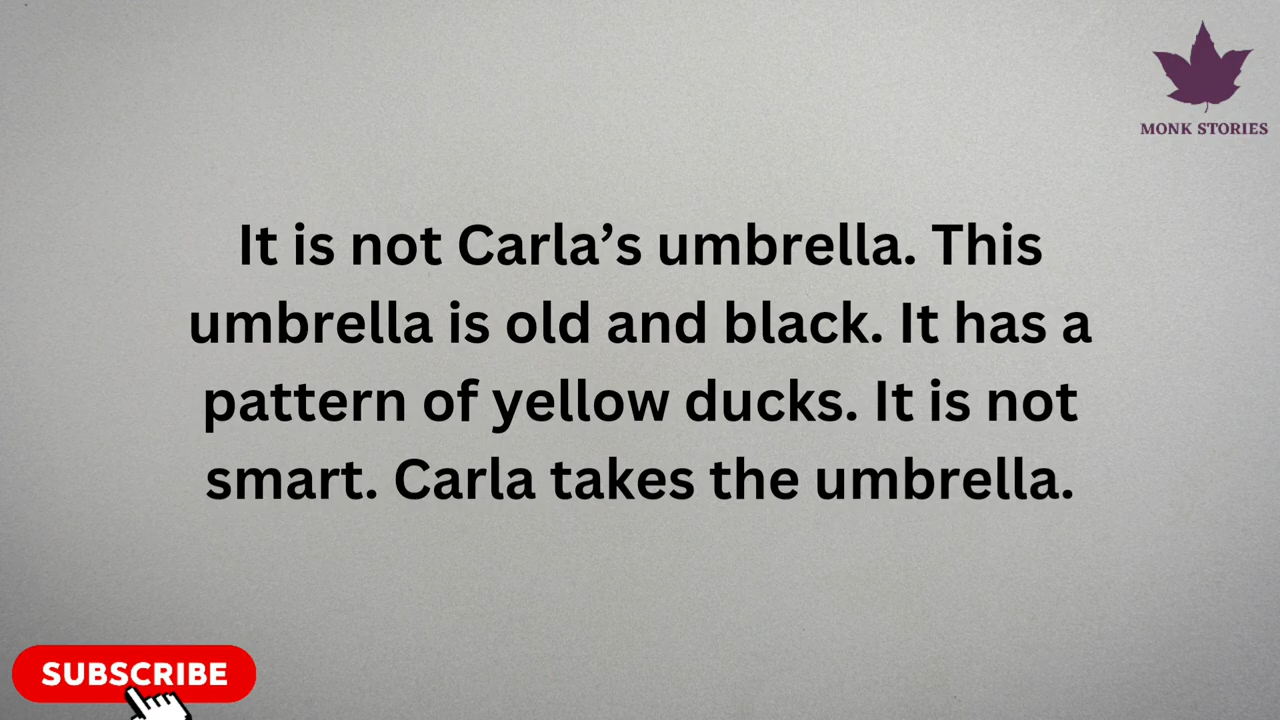 MONK STORIES
It is not Carla’s umbrella. This
umbrella is old and black. It has a
pattern of yellow ducks. It is not
smart. Carla takes the umbrella.
SUBSCRIBE